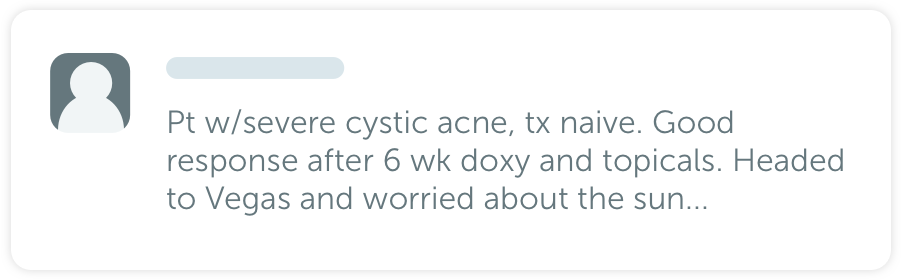 Pt w/severe cystic acne, tx naive. Good
response after 6 wk doxy and topicals. Headed
to Vegas and worried about the sun...